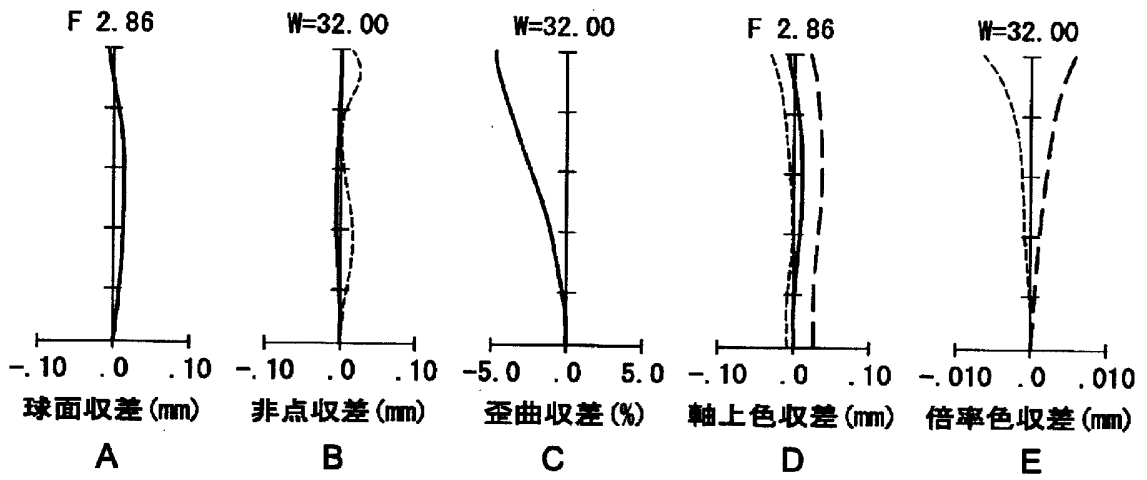 F 2.86
W=32.00
W=32.00
F 2.86
W=32.00
-.10 .0 .10
-.10 .0 .10
-5.0 0.0 5.0
-.10 .0 .10
-.010 .0 .010
球面収差(mm)
非点収差(mm)
歪曲収差(%)
軸上色収差(mm)
倍率色収差(mm)
A
B
C
D
E